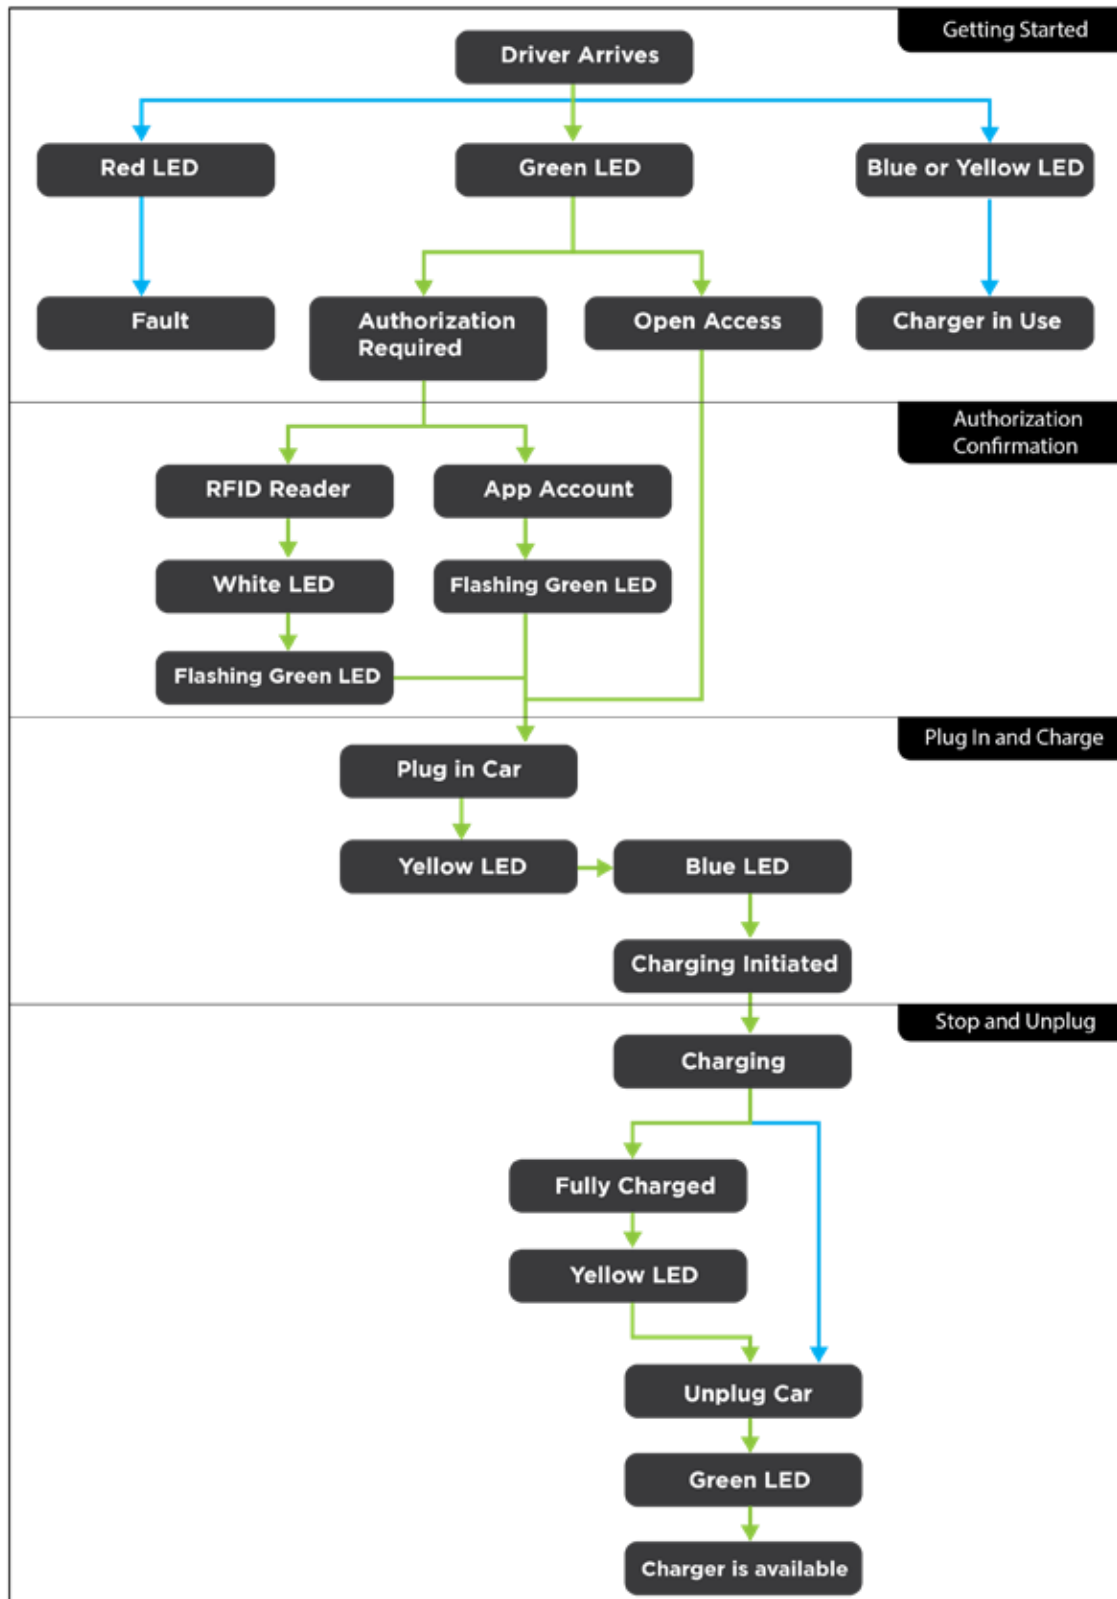 Getting Started
Driver Arrives
Red LED
Green LED
Blue or Yellow LED
Fault
Authorization
Required
Open Access
Charger in Use
Authorization
Confirmation
RFID Reader
App Account
White LED
Flashing Green LED
Flashing Green LED
Plug In and Charge
Plug in Car
Yellow LED
Blue LED
Charging Initiated
Stop and Unplug
Charging
Fully Charged
Yellow LED
Unplug Car
Green LED
Charger is available